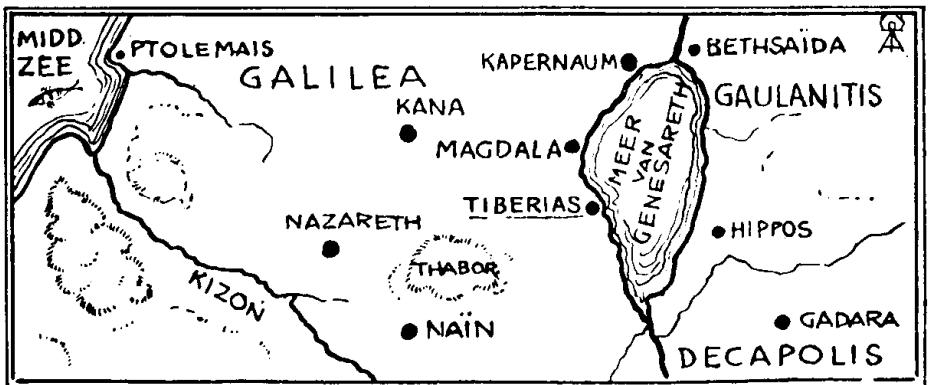 MIDD.
ZEE
PTOLEMAIS
GALILEA
KAPERNAUM
BETHSAÏDA
KANA
GAULANITIS
MAGDALA
MEER
VAN
GENESARETH
TIBERIAS
NAZARETH
HIPPOS
THABOR
KIZON
NAÏN
GADARA
DECAPOLIS